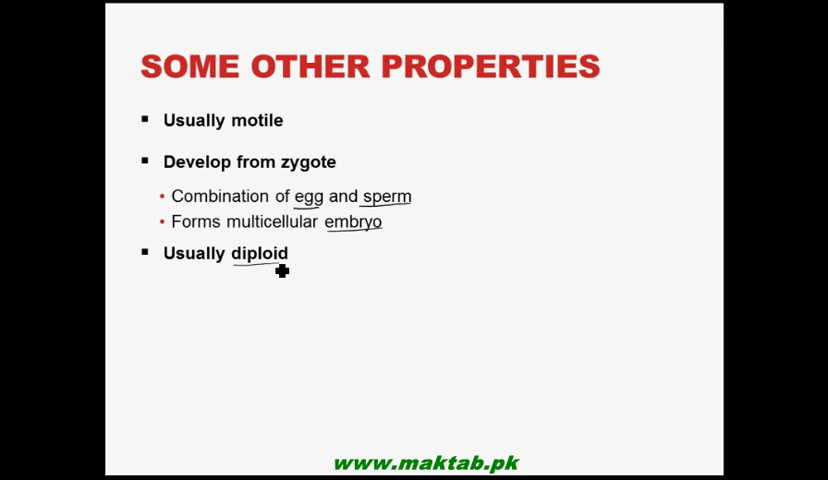 SOME OTHER PROPERTIES
▪ Usually motile
▪ Develop from zygote
• Combination of egg and sperm
• Forms multicellular embryo
▪ Usually diploid
www.maktab.pk